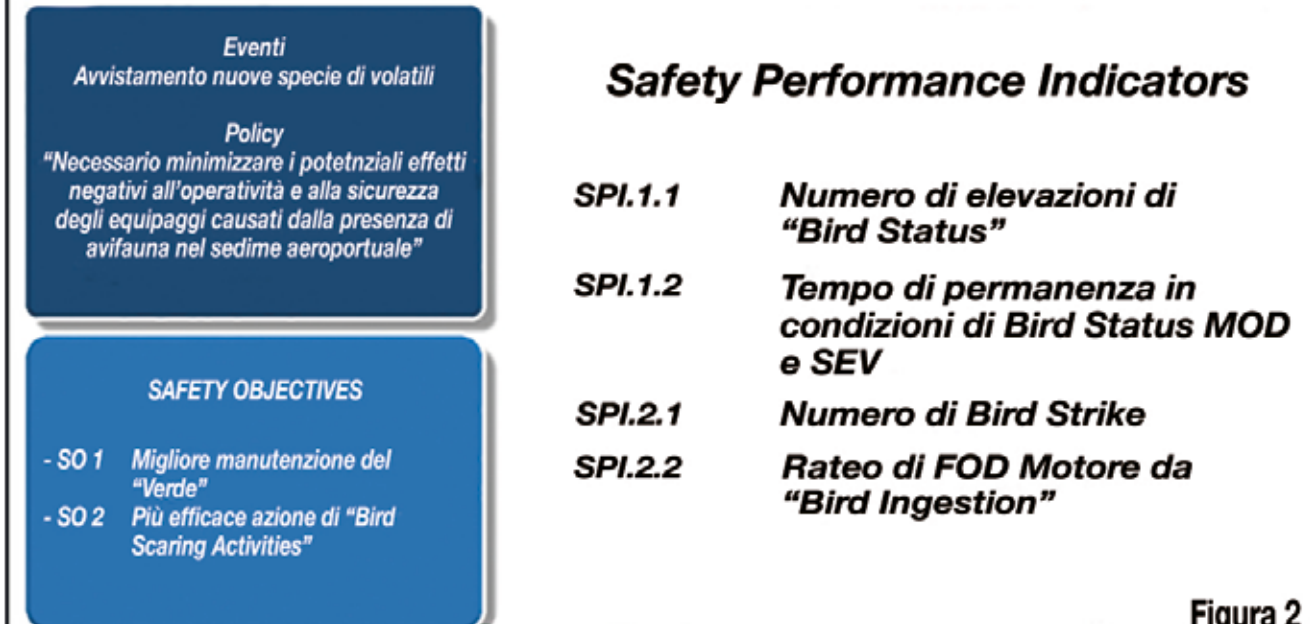 Eventi
Avvistamento nuove specie di volatili
Policy
“Necessario minimizzare i potetnziali effetti
negativi all’operatività e alla sicurezza
degli equipaggi causati dalla presenza di
avifauna nel sedime aeroportuale”
SAFETY OBJECTIVES
- SO 1 Migliore manutenzione del
“Verde”
- SO 2 Più efficace azione di “Bird
Scaring Activities”
Safety Performance Indicators
SPI.1.1 Numero di elevazioni di
“Bird Status”
SPI.1.2 Tempo di permanenza in
condizioni di Bird Status MOD
e SEV
SPI.2.1 Numero di Bird Strike
SPI.2.2 Rateo di FOD Motore da
“Bird Ingestion”
Figura 2